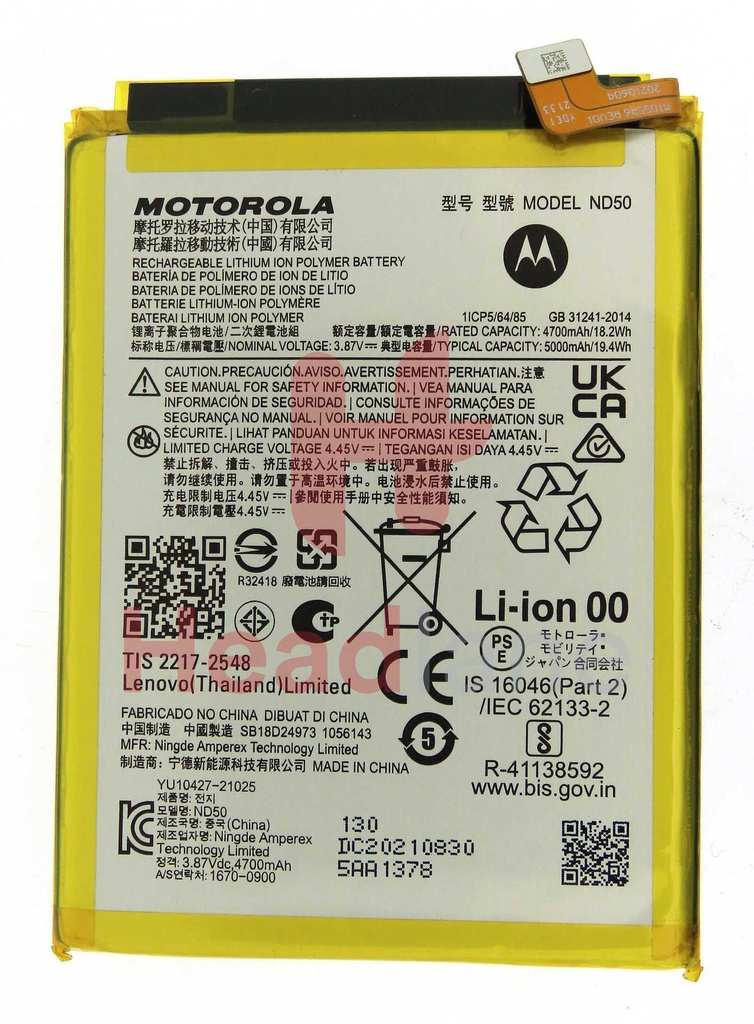 MT06GSR6 REV01
20210609
YDET 2133
MOTOROLA
型号 型號 MODEL ND50
摩托罗拉移动技术(中国)有限公司
摩托羅拉移動技術(中國)有限公司
RECHARGEABLE LITHIUM ION POLYMER BATTERY
BATERÍA DE POLÍMERO DE ION DE LITIO
BATERIA DE POLÍMERO DE IONS DE LÍTIO
BATTERIE LITHIUM-ION POLYMÈRE
BATERAI LITHIUM ION POLYMER
1ICP5/64/85 GB 31241-2014
锂离子聚合物电池/二次鋰電池組 额定容量/額定電容量/RATED CAPACITY: 4700mAh/18.2Wh
标称电压/標稱電壓/NOMINAL VOLTAGE: 3.87V 典型容量/典型電容量/TYPICAL CAPACITY: 5000mAh/19.4Wh
CAUTION.PRECAUCIÓN.AVISO.AVERTISSEMENT.PERHATIAN.注意
SEE MANUAL FOR SAFETY INFORMATION. | VEA MANUAL PARA
INFORMACIÓN DE SEGURIDAD. | CONSULTE INFORMAÇÕES DE
SEGURANÇA NO MANUAL. | VOIR MANUEL POUR INFORMATION SUR
SÉCURITE. | LIHAT PANDUAN UNTUK INFORMASI KESELAMATAN. |
LIMITED CHARGE VOLTAGE 4.45V | TEGANGAN ISI DAYA 4.45V
禁止拆解、撞击、挤压或投入火中。若出现严重鼓胀,
请勿继续使用。请勿置于高温环境中。电池浸水后禁止使用。
充电限制电压4.45V | 參閱使用手册中安全性能須知。
充電限制電壓4.45V
UK
CA
R32418 廢電池請回收
TP
Li-ion 00
PS
E
モトローラ・
モビリティ・
ジャパン合同会社
Headlane
TIS 2217-2548
Lenovo(Thailand)Limited
CE
IS 16046(Part 2)
/IEC 62133-2
5
R-41138592
www.bis.gov.in
FABRICADO NO CHINA DIBUAT DI CHINA
中国制造 中國製造 SB18D24973 1056143
MFR: Ningde Amperex Technology Limited
制造商：宁德新能源科技有限公司 MADE IN CHINA
YU10427-21025
제품명: 전지
모델명: ND50
제조국명: 중국(China)
제조업자명: Ningde Amperex
Technology Limited
정격: 3.87Vdc,4700mAh
A/S연락처: 1670-0900
130
DC20210830
5AA1378